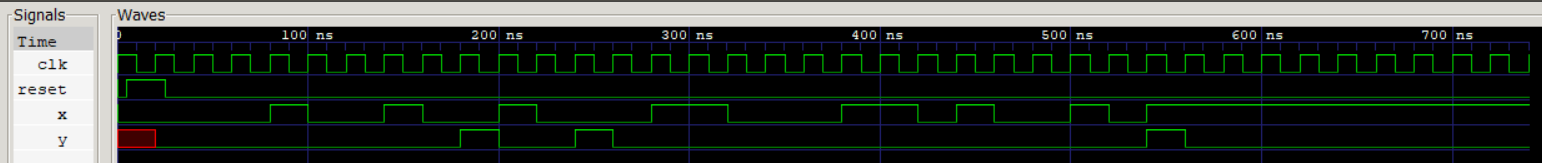 Signals Waves
Time 0 100 ns 200 ns 300 ns 400 ns 500 ns 600 ns 700 ns
clk
reset
x
y